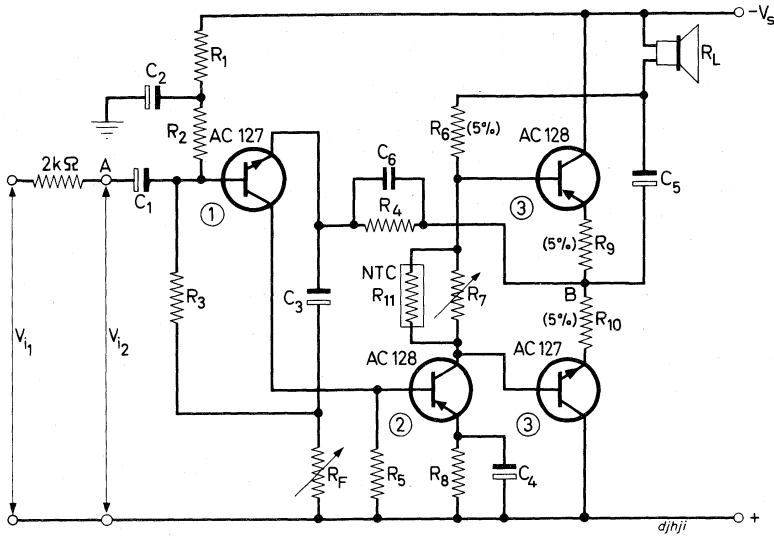 -Vs
R1
RL
C2
R2
R6
(5%)
AC 127
AC 128
2kΩ
A
C1
C6
C5
①
③
R4
(5%)
R9
NTC
R11
R7
B
R3
C3
(5%)
R10
Vi1
Vi2
AC 128
AC 127
②
③
RF
R5
R8
C4
+
djhji